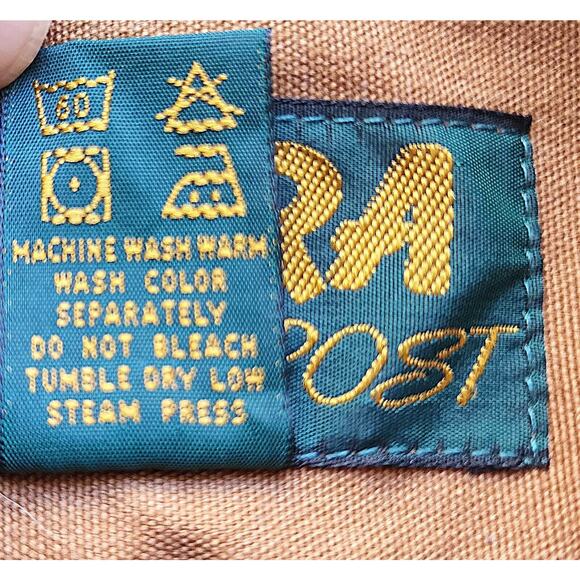 60
MACHINE WASH WARM
WASH COLOR
SEPARATELY
DO NOT BLEACH
TUMBLE DRY LOW
STEAM PRESS
RA
POST